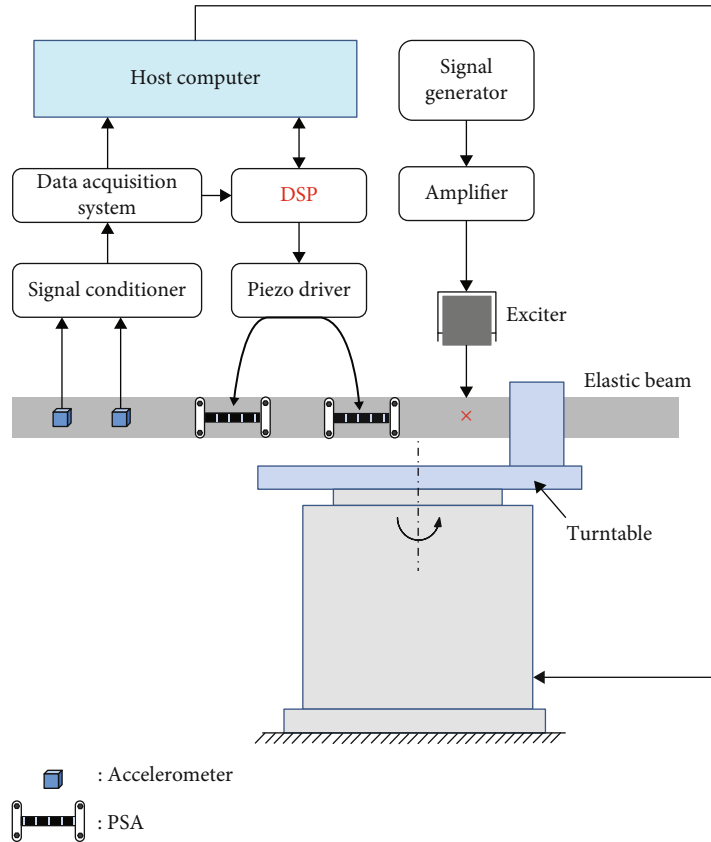 Host computer
Signal
generator
Data acquisition
system
DSP
Amplifier
Signal conditioner
Piezo driver
Exciter
Elastic beam
Turntable
: Accelerometer
: PSA